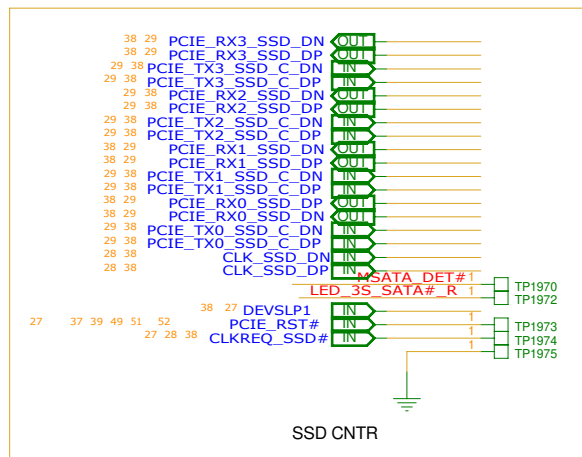 38 29 PCIE_RX3_SSD_DN OUT
38 29 PCIE_RX3_SSD_DP OUT
29 38 PCIE_TX3_SSD_C_DN IN
29 38 PCIE_TX3_SSD_C_DP IN
29 38 PCIE_RX2_SSD_DN OUT
29 38 PCIE_RX2_SSD_DP OUT
29 38 PCIE_TX2_SSD_C_DN IN
29 38 PCIE_TX2_SSD_C_DP IN
38 29 PCIE_RX1_SSD_DN OUT
38 29 PCIE_RX1_SSD_DP OUT
29 38 PCIE_TX1_SSD_C_DN IN
29 38 PCIE_TX1_SSD_C_DP IN
38 29 PCIE_RX0_SSD_DP OUT
38 29 PCIE_RX0_SSD_DN OUT
29 38 PCIE_TX0_SSD_C_DN IN
29 38 PCIE_TX0_SSD_C_DP IN
28 38 CLK_SSD_DN IN
28 38 CLK_SSD_DP IN
MSATA_DET# 1 TP1970
LED_3S_SATA#_R 1 TP1972
38 27 DEVSLP1 IN
27 37 39 49 51 52 PCIE_RST# IN 1 TP1973
27 28 38 CLKREQ_SSD# IN 1 TP1974
1 TP1975
SSD CNTR